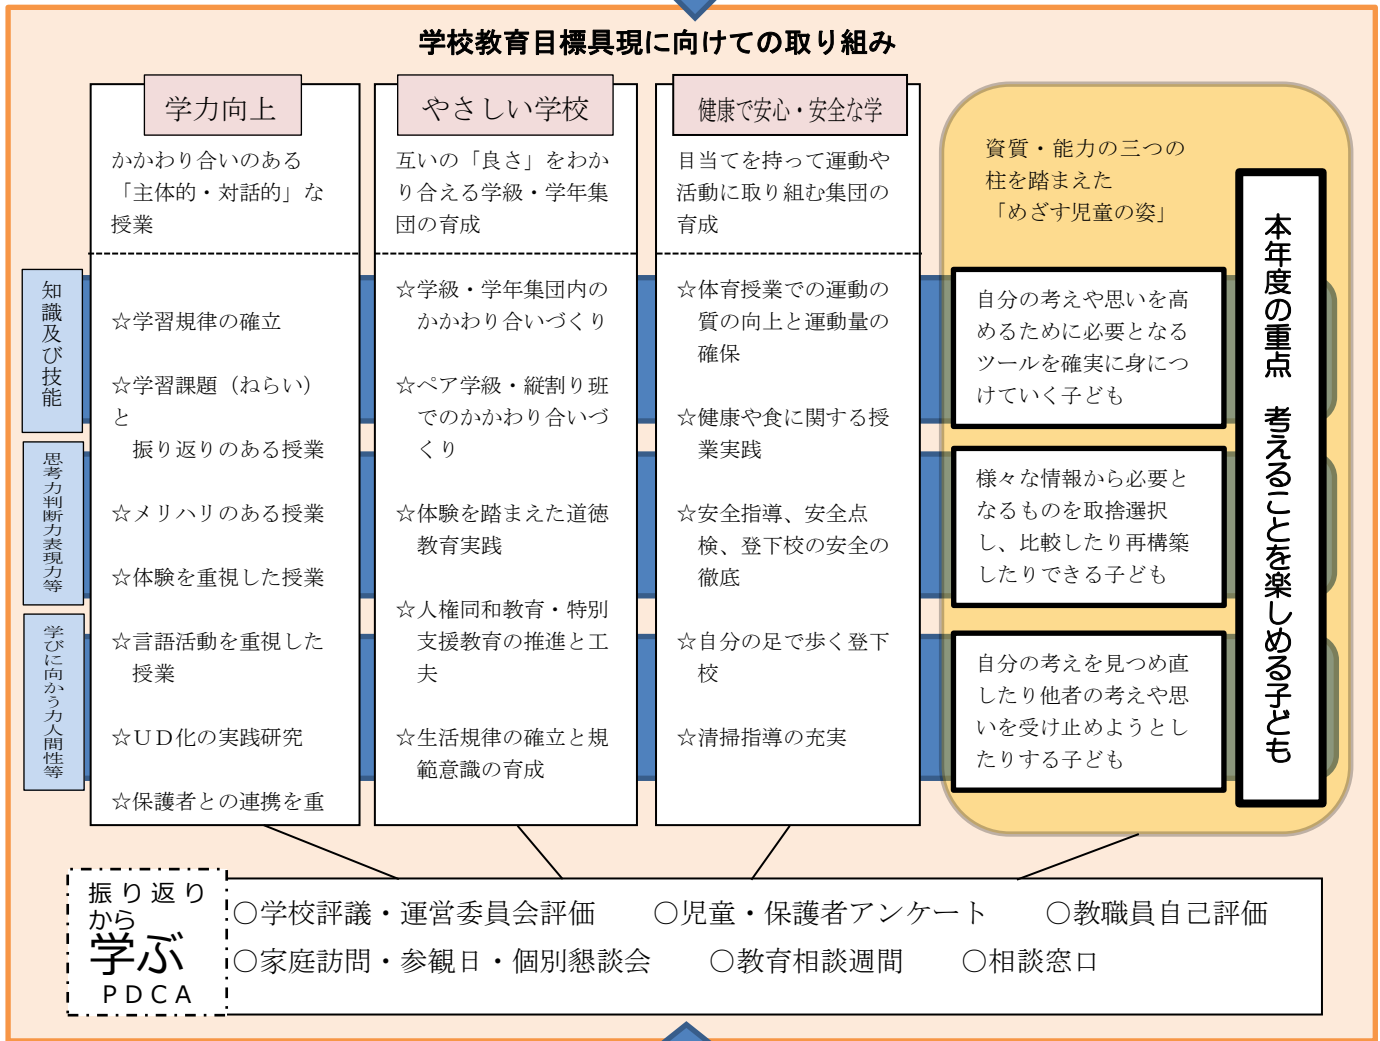 学校教育目標具現に向けての取り組み
学力向上
かかわり合いのある
「主体的・対話的」な
授業
☆学習規律の確立
☆学習課題（ねらい）
と
振り返りのある授業
☆メリハリのある授業
☆体験を重視した授業
☆言語活動を重視した
授業
☆ＵＤ化の実践研究
☆保護者との連携を重
やさしい学校
互いの「良さ」をわか
り合える学級・学年集
団の育成
☆学級・学年集団内の
かかわり合いづくり
☆ペア学級・縦割り班
でのかかわり合いづ
くり
☆体験を踏まえた道徳
教育実践
☆人権同和教育・特別
支援教育の推進と工
夫
☆生活規律の確立と規
範意識の育成
健康で安心・安全な学
目当てを持って運動や
活動に取り組む集団の
育成
☆体育授業での運動の
質の向上と運動量の
確保
☆健康や食に関する授
業実践
☆安全指導、安全点
検、登下校の安全の
徹底
☆自分の足で歩く登下
校
☆清掃指導の充実
資質・能力の三つの
柱を踏まえた
「めざす児童の姿」
知識及び技能
自分の考えや思いを高
めるために必要となる
ツールを確実に身につ
けていく子ども
思考力判断力表現力等
様々な情報から必要と
なるものを取捨選択
し、比較したり再構築
したりできる子ども
学びに向かう力人間性等
自分の考えを見つめ直
したり他者の考えや思
いを受け止めようとし
たりする子ども
本年度の重点　考えることを楽しめる子ども
振り返り
から
学ぶ
ＰＤＣＡ
○学校評議・運営委員会評価　○児童・保護者アンケート　○教職員自己評価
○家庭訪問・参観日・個別懇談会　○教育相談週間　○相談窓口